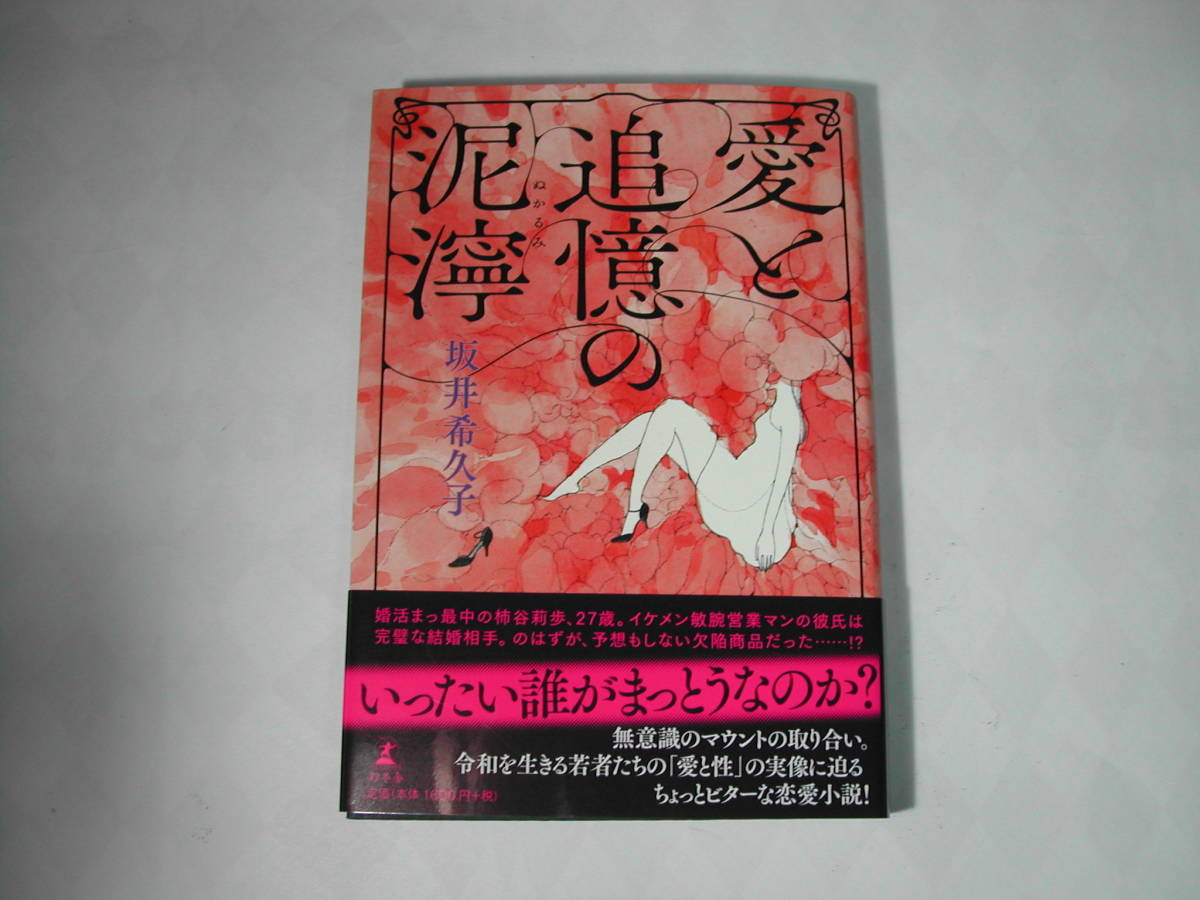 愛と
追憶の
泥濘
ぬかるみ
坂井希久子
婚活まっ最中の柿谷莉歩、27歳。イケメン敏腕営業マンの彼氏は
完璧な結婚相手。のはずが、予想もしない欠陥商品だった……!?
いったい誰がまっとうなのか?
無意識のマウントの取り合い。
令和を生きる若者たちの「愛と性」の実像に迫る
ちょっとビターな恋愛小説!
幻冬舎
定価(本体1600円+税)